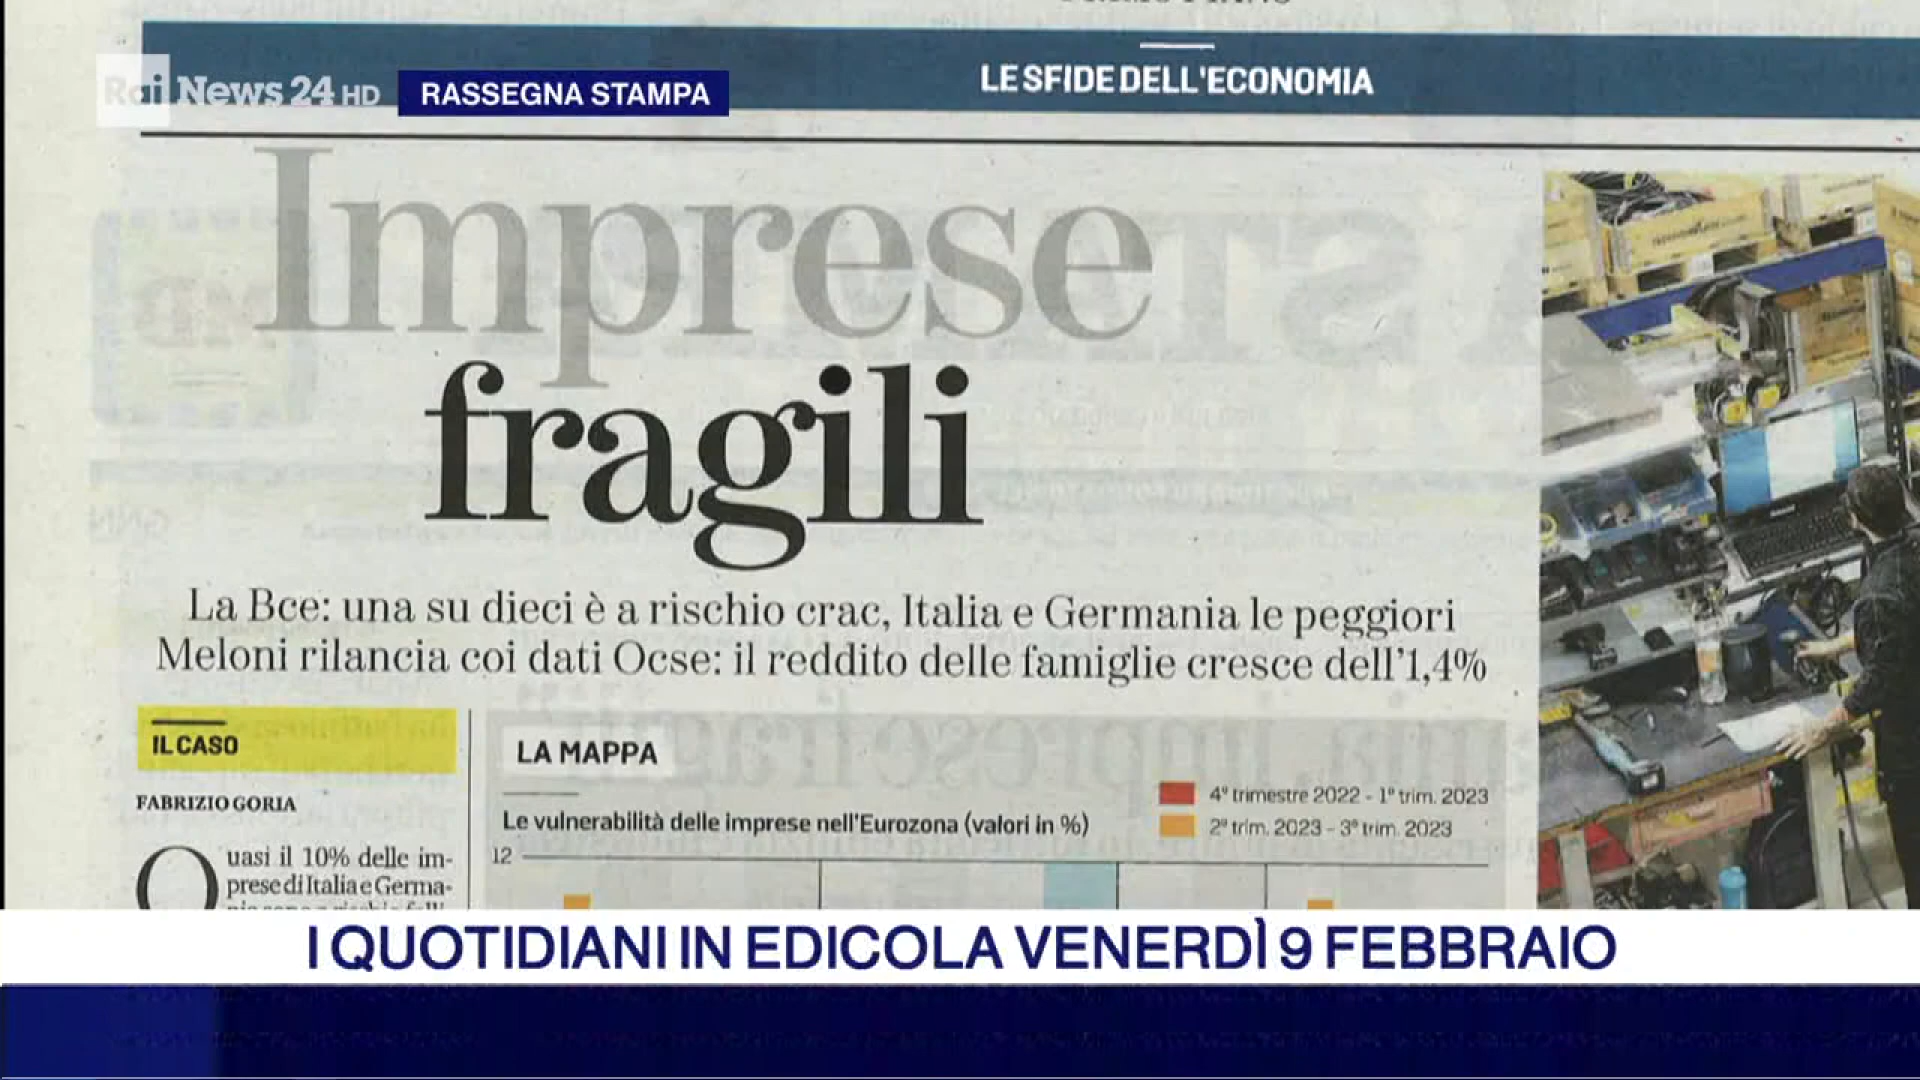 LE SFIDE DELL'ECONOMIA
Rai News 24 HD
RASSEGNA STAMPA
Imprese
fragili
La Bce: una su dieci è a rischio crac, Italia e Germania le peggiori
Meloni rilancia coi dati Ocse: il reddito delle famiglie cresce dell'1,4%
IL CASO
FABRIZIO GORIA
Quasi il 10% delle im-
prese di Italia e Germa-
LA MAPPA
4° trimestre 2022 - 1° trim. 2023
2° trim. 2023 - 3° trim. 2023
Le vulnerabilità delle imprese nell'Eurozona (valori in %)
12
I QUOTIDIANI IN EDICOLA VENERDÌ 9 FEBBRAIO